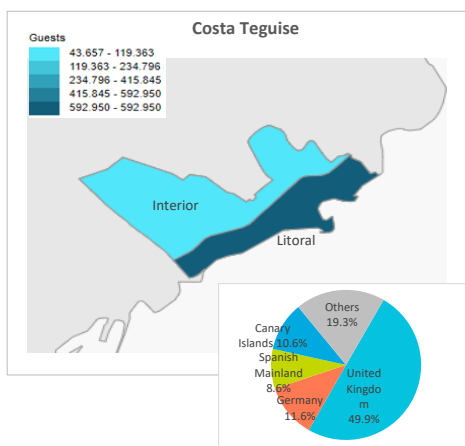 Costa Teguise
Guests
43.657 - 119.363
119.363 - 234.796
234.796 - 415.845
415.845 - 592.950
592.950 - 592.950
Interior
Litoral
Others
19.3%
Canary
Islands 10.6%
Spanish
Mainland
8.6%
Germany
11.6%
United
Kingdo
m
49.9%